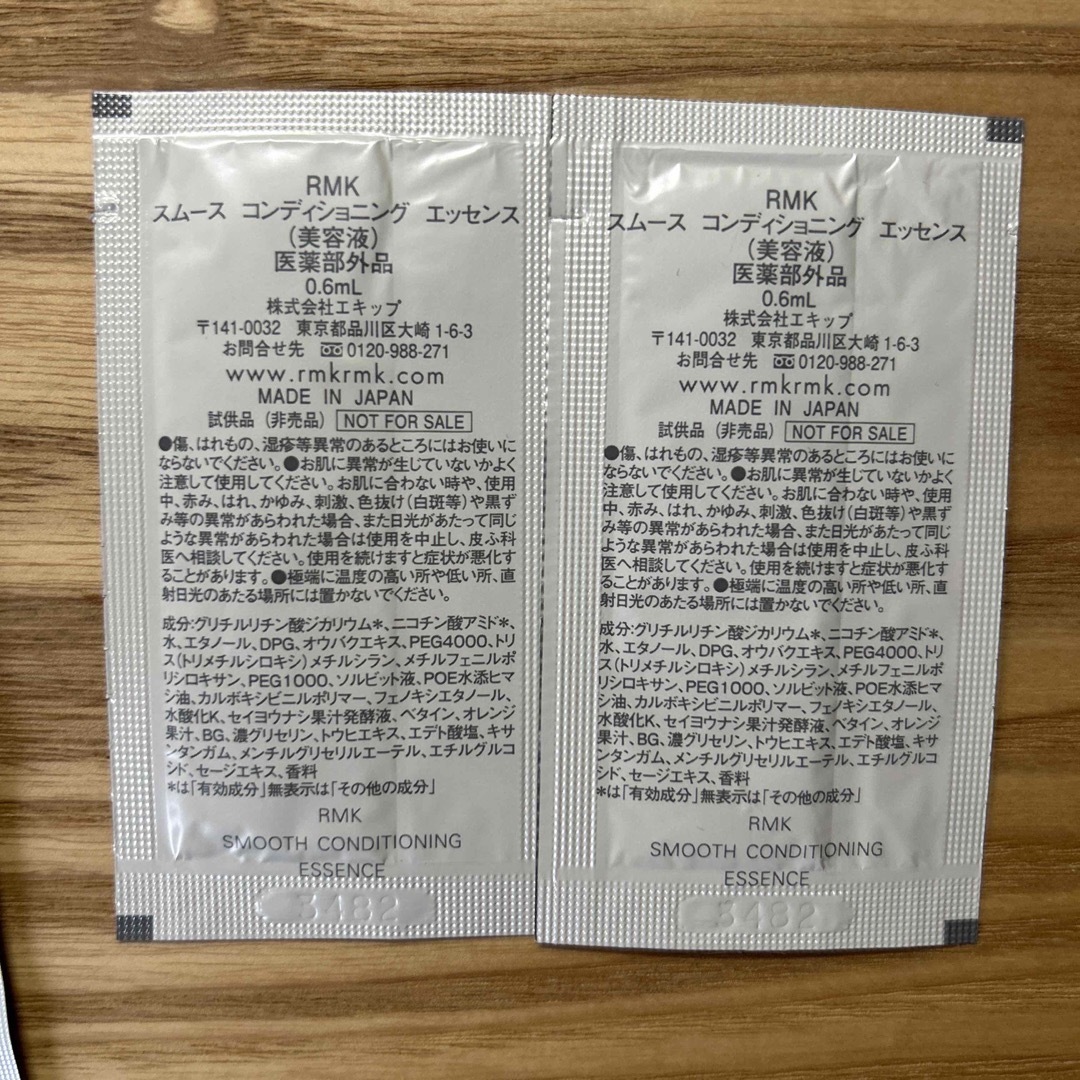 RMK
スムース コンディショニング エッセンス
(美容液)
医薬部外品
0.6mL
株式会社エキップ
〒141-0032 東京都品川区大崎1-6-3
お問合せ先 0120-988-271
www.rmkrmk.com
MADE IN JAPAN
試供品(非売品) NOT FOR SALE
●傷、はれもの、湿疹等異常のあるところにはお使いに
ならないでください。●お肌に異常が生じていないかよく
注意して使用してください。お肌に合わない時や、使用
中、赤み、はれ、かゆみ、刺激、色抜け(白斑等)や黒ず
み等の異常があらわれた場合、また日光があたって同じ
ような異常があらわれた場合は使用を中止し、皮ふ科
医へ相談してください。使用を続けますと症状が悪化す
ることがあります。●極端に温度の高い所や低い所、直
射日光のあたる場所には置かないでください。
成分:グリチルリチン酸ジカリウム*、ニコチン酸アミド*、
水、エタノール、DPG、オウバクエキス、PEG4000、トリ
ス(トリメチルシロキシ)メチルシラン、メチルフェニルポ
リシロキサン、PEG1000、ソルビット液、POE水添ヒマ
シ油、カルボキシビニルポリマー、フェノキシエタノール、
水酸化K、セイヨウナシ果汁発酵液、ベタイン、オレンジ
果汁、BG、濃グリセリン、トウヒエキス、エデト酸塩、キサ
ンタンガム、メンチルグリセリルエーテル、エチルグルコ
シド、セージエキス、香料
*は「有効成分」無表示は「その他の成分」
RMK
SMOOTH CONDITIONING
ESSENCE
3482
RMK
スムース コンディショニング エッセンス
(美容液)
医薬部外品
0.6mL
株式会社エキップ
〒141-0032 東京都品川区大崎1-6-3
お問合せ先 0120-988-271
www.rmkrmk.com
MADE IN JAPAN
試供品(非売品) NOT FOR SALE
●傷、はれもの、湿疹等異常のあるところにはお使いに
ならないでください。●お肌に異常が生じていないかよく
注意して使用してください。お肌に合わない時や、使用
中、赤み、はれ、かゆみ、刺激、色抜け(白斑等)や黒ず
み等の異常があらわれた場合、また日光があたって同じ
ような異常があらわれた場合は使用を中止し、皮ふ科
医へ相談してください。使用を続けますと症状が悪化す
ることがあります。●極端に温度の高い所や低い所、直
射日光のあたる場所には置かないでください。
成分:グリチルリチン酸ジカリウム*、ニコチン酸アミド*、
水、エタノール、DPG、オウバクエキス、PEG4000、トリ
ス(トリメチルシロキシ)メチルシラン、メチルフェニルポ
リシロキサン、PEG1000、ソルビット液、POE水添ヒマ
シ油、カルボキシビニルポリマー、フェノキシエタノール、
水酸化K、セイヨウナシ果汁発酵液、ベタイン、オレンジ
果汁、BG、濃グリセリン、トウヒエキス、エデト酸塩、キサ
ンタンガム、メンチルグリセリルエーテル、エチルグルコ
シド、セージエキス、香料
*は「有効成分」無表示は「その他の成分」
RMK
SMOOTH CONDITIONING
ESSENCE
3482